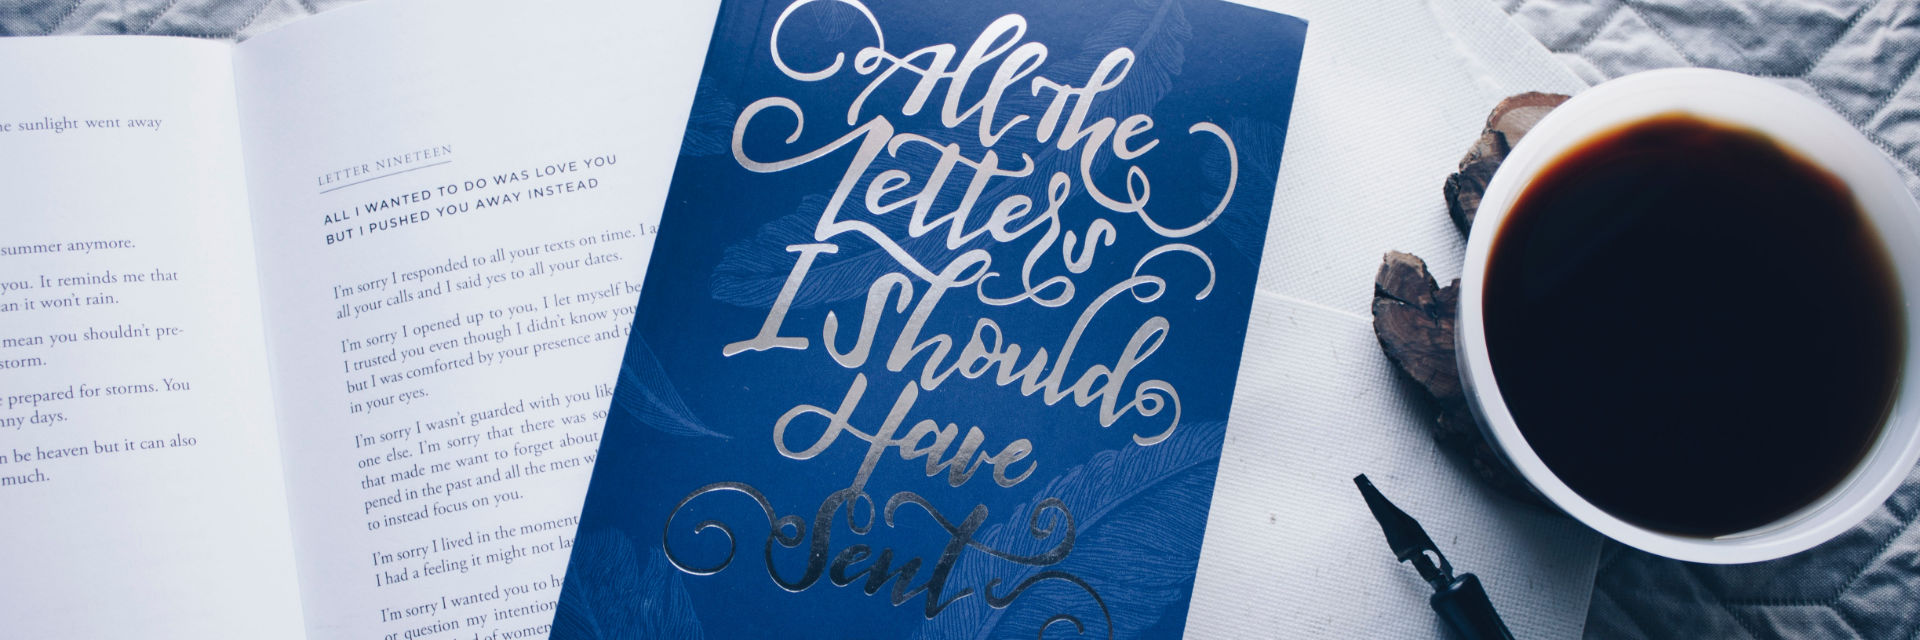 e sunlight went away
summer anymore.
you. It reminds me that
an it won't rain.
mean you shouldn't pre-
storm.
prepared for storms. You
nny days.
n be heaven but it can also
much.
LETTER NINETEEN
ALL I WANTED TO DO WAS LOVE YOU
BUT I PUSHED YOU AWAY INSTEAD
I'm sorry I responded to all your texts on time. I a
all your calls and I said yes to all your dates.
I'm sorry I opened up to you, I let myself be
I trusted you even though I didn't know you
but I was comforted by your presence and th
in your eyes.
I'm sorry I wasn't guarded with you lik
one else. I'm sorry that there was so
that made me want to forget about
pened in the past and all the men w
to instead focus on you.
I'm sorry I lived in the moment
I had a feeling it might not las
I'm sorry I wanted you to ha
or question my intention
d of women
All the
Letters
I Should
Have
Sent